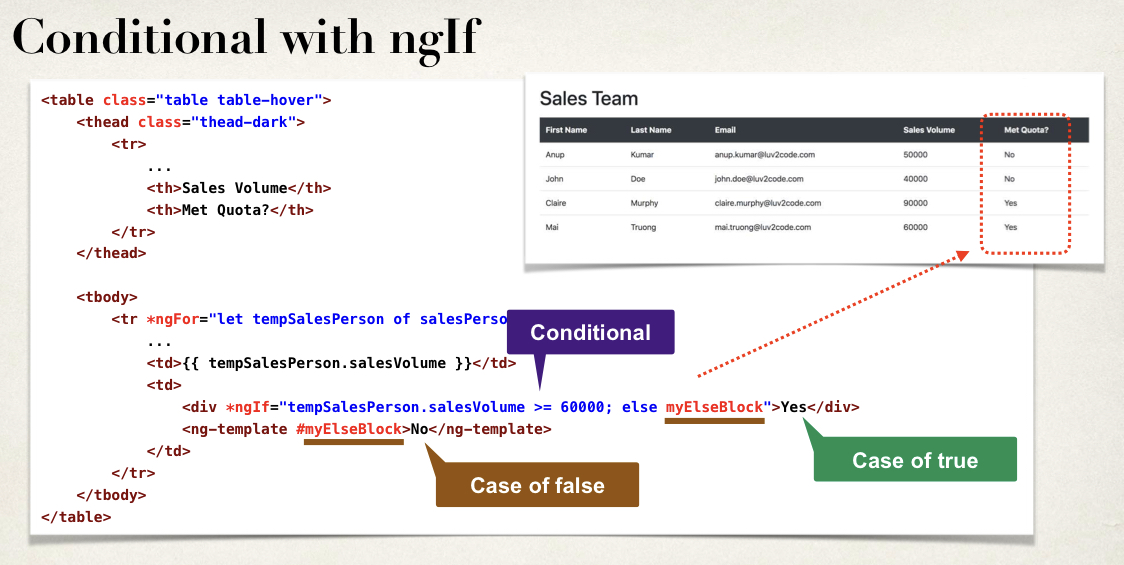 Conditional with ngIf
<table class="table table-hover">
<thead class="thead-dark">
<tr>
...
<th>Sales Volume</th>
<th>Met Quota?</th>
</tr>
</thead>
<tbody>
<tr *ngFor="let tempSalesPerson of salesPerso
...
<td>{{ tempSalesPerson.salesVolume }}</td>
<td>
<div *ngIf="tempSalesPerson.salesVolume >= 60000; else myElseBlock">Yes</div>
<ng-template #myElseBlock>No</ng-template>
</td>
</tr>
</tbody>
</table>
Sales Team
First Name Last Name Email Sales Volume Met Quota?
Anup Kumar anup.kumar@luv2code.com 50000 No
John Doe john.doe@luv2code.com 40000 No
Claire Murphy claire.murphy@luv2code.com 90000 Yes
Mai Truong mai.truong@luv2code.com 60000 Yes
Conditional
Case of true
Case of false